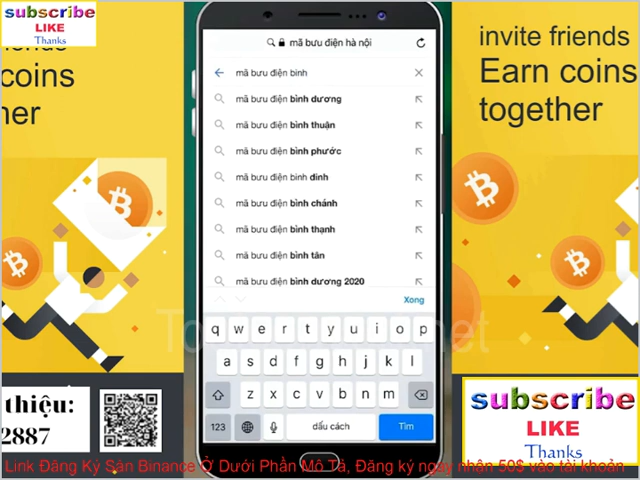 subscribe
LIKE
Thanks
coins
her
mã bưu điện hà nội
mã bưu điện binh
mã bưu điện bình dương
mã bưu điện bình thuận
mã bưu điện bình phước
mã bưu điện binh đinh
mã bưu điện bình chánh
mã bưu điện bình thạnh
mã bưu điện bình tân
mã bưu điện bình dương 2020
Xong
q w e r t y u i o p
a s d f g h j k l
z x c v b n m
123
dấu cách
Tìm
invite friends
Earn coins
together
thiệu:
2887
subscribe
LIKE
Thanks
Link Đăng Ký Sàn Binance Ở Dưới Phần Mô Tả, Đăng ký ngay nhận 50$ vào tài khoản